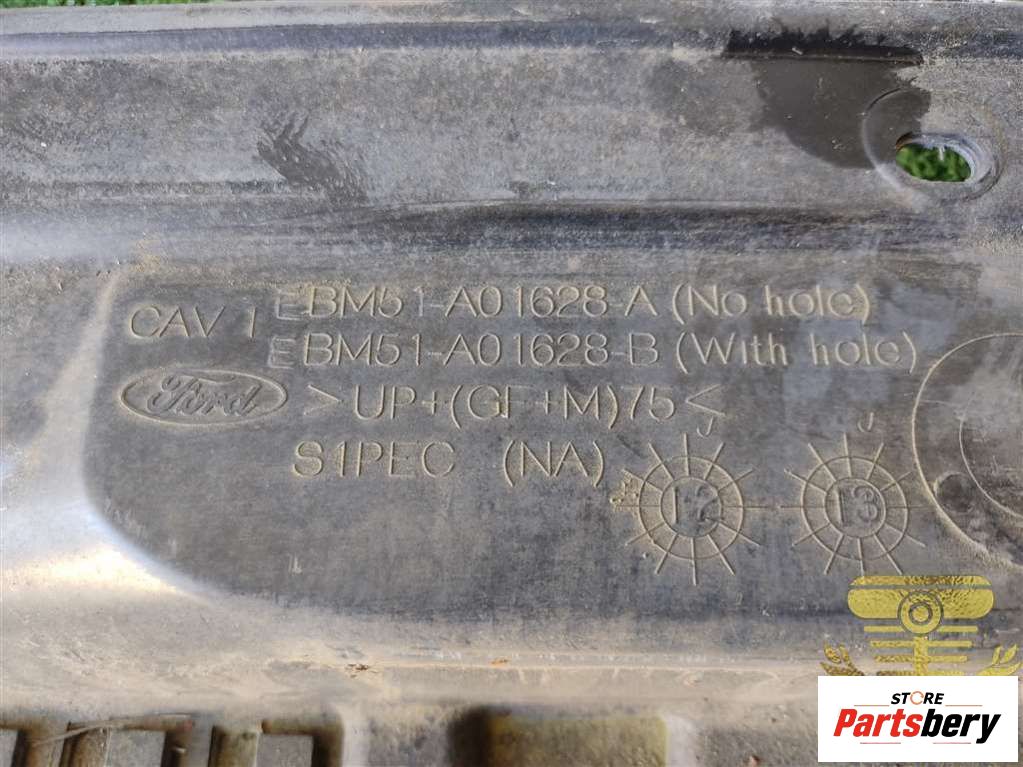 EBM51-A01628-A (No hole)
CAV 1
EBM51-A01628-B (With hole)
Ford >UP+(GF+M)75<
S1PEC (NA)
12 13
STORE
Partsbery